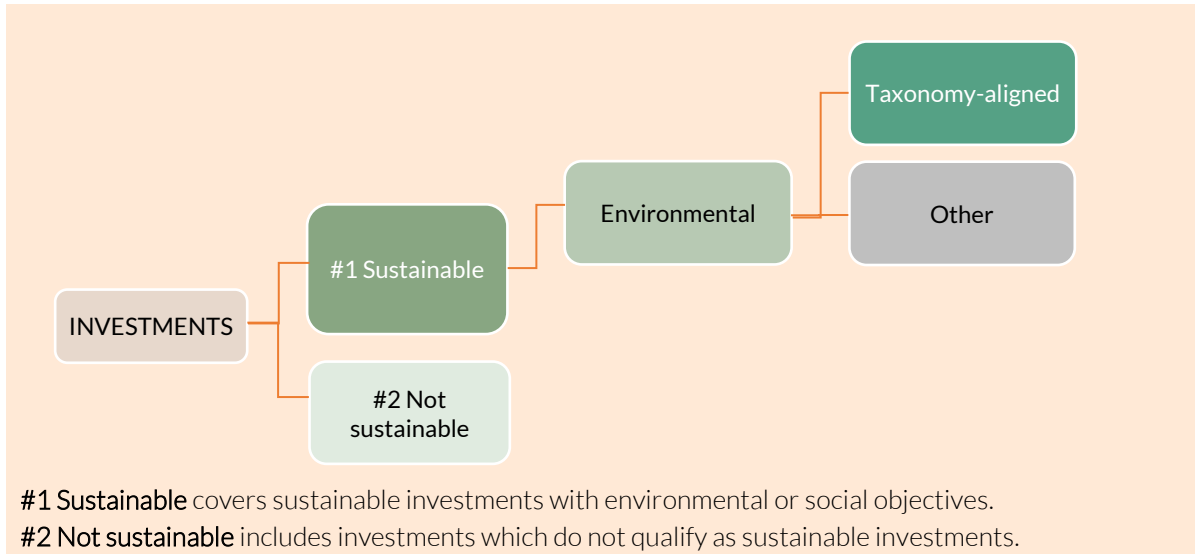 Taxonomy-aligned
Environmental
Other
#1 Sustainable
INVESTMENTS
#2 Not
sustainable
#1 Sustainable covers sustainable investments with environmental or social objectives.
#2 Not sustainable includes investments which do not qualify as sustainable investments.